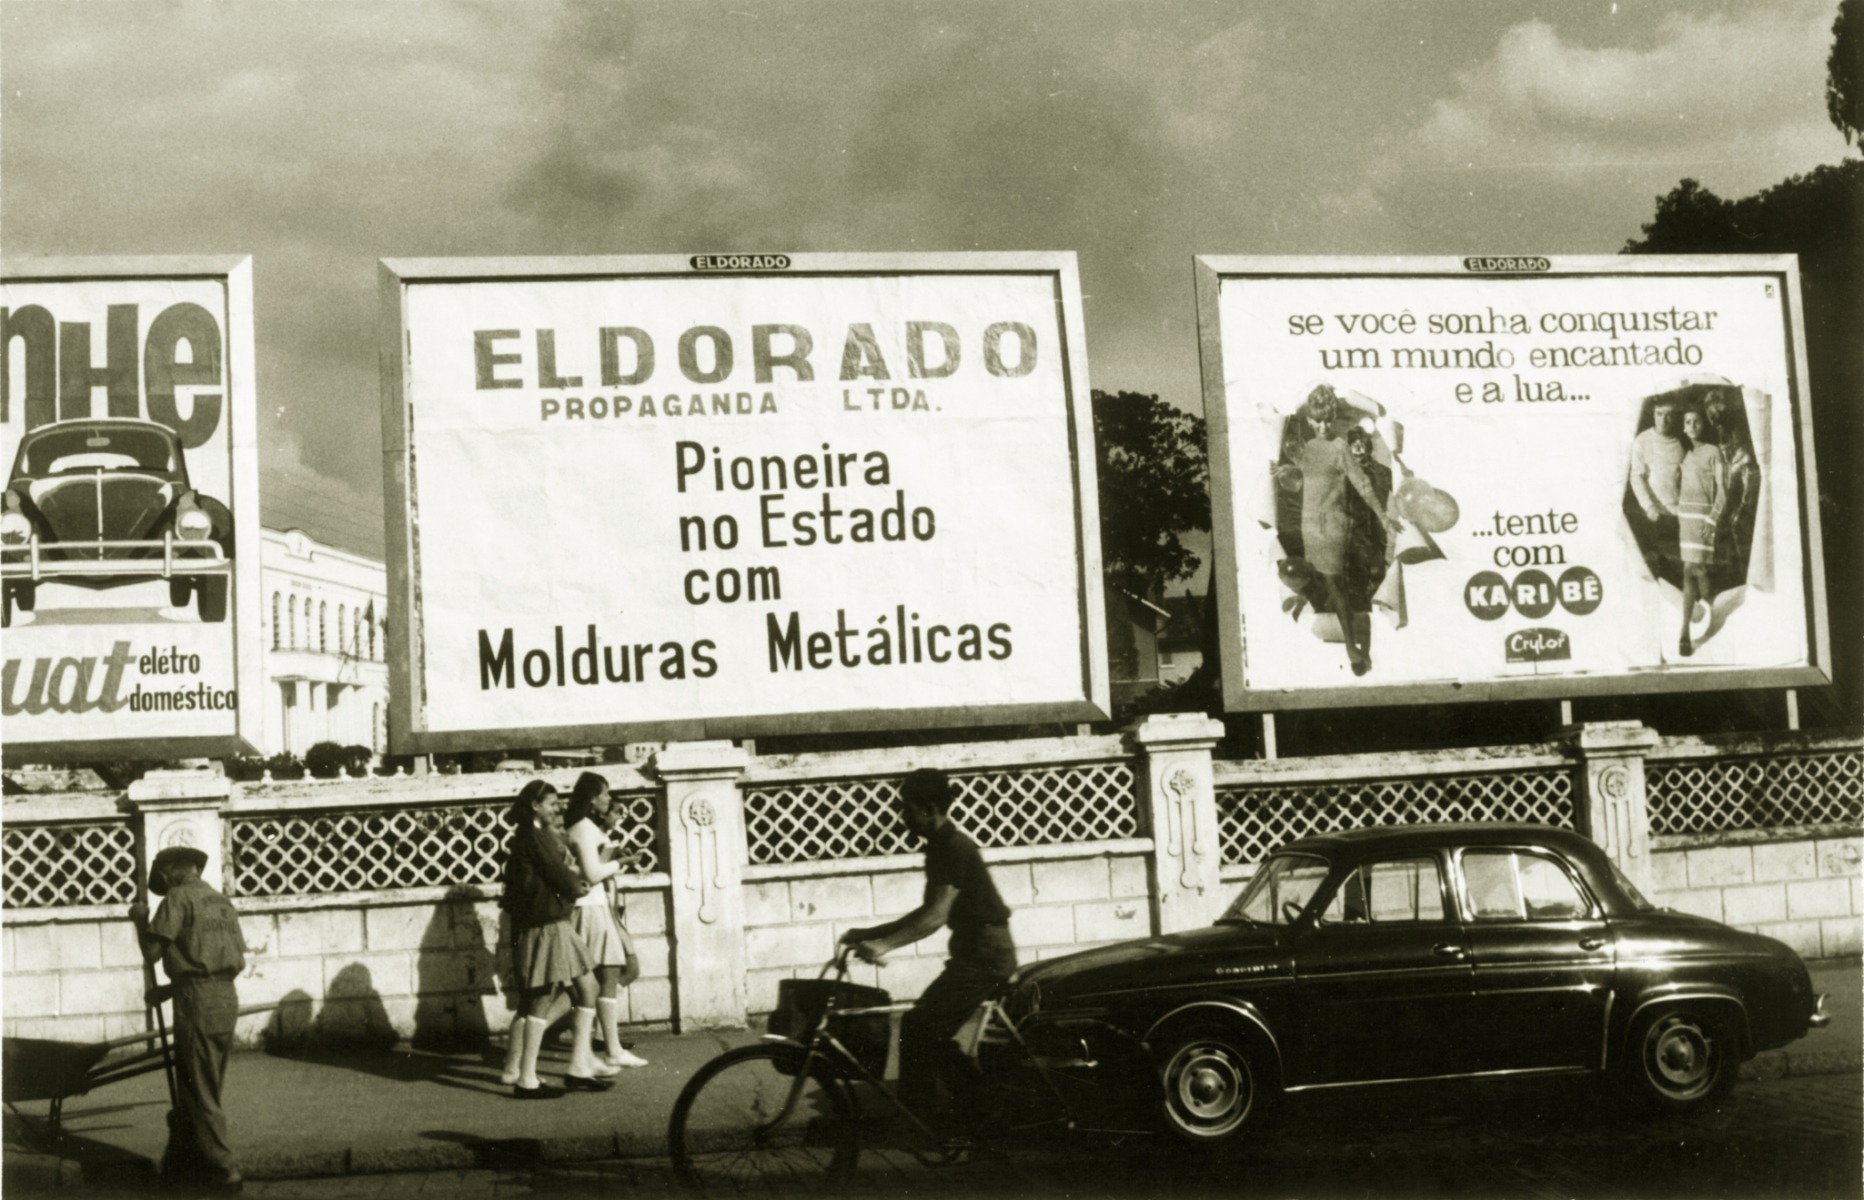 NHE
uat elétro
doméstico
ELDORADO
ELDORADO
PROPAGANDA LTDA.
Pioneira
no Estado
com
Molduras Metálicas
ELDORADO
se você sonha conquistar
um mundo encantado
e a lua...
...tente
com
KARIBÊ
Crylor